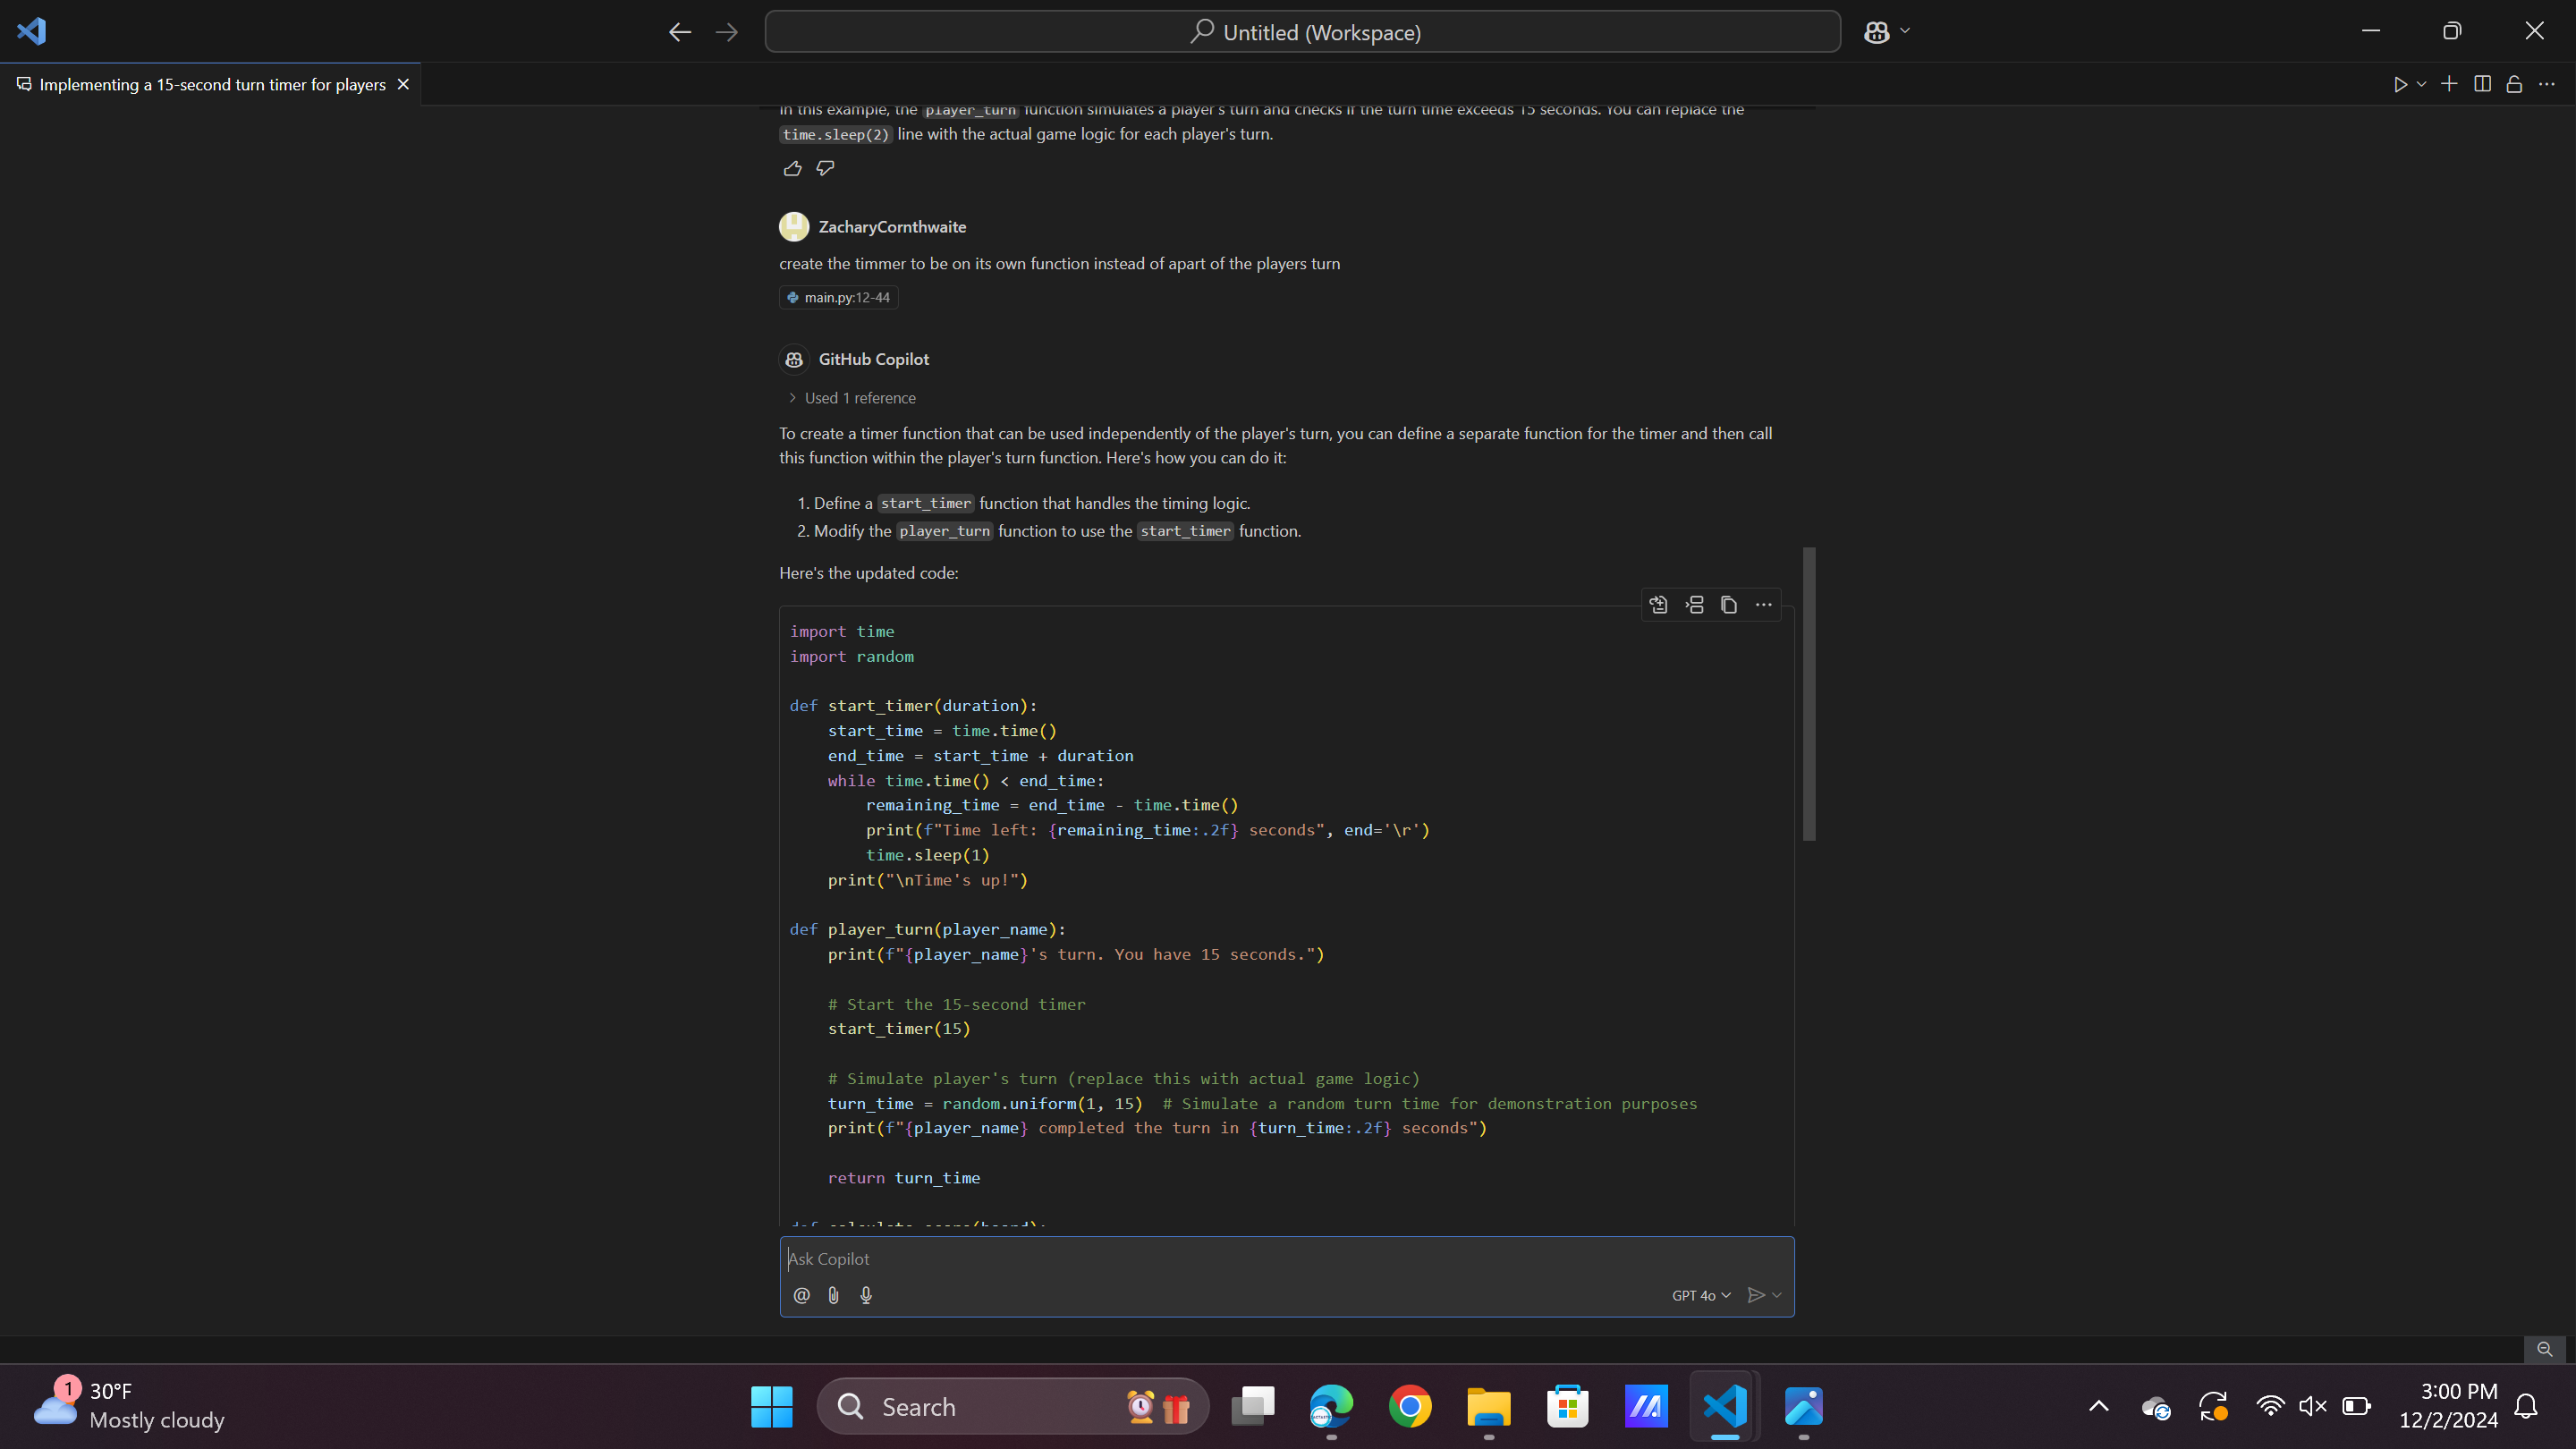 Untitled (Workspace)
Implementing a 15-second turn timer for players
In this example, the player_turn function simulates a player's turn and checks if the turn time exceeds 15 seconds. You can replace the
time.sleep(2) line with the actual game logic for each player's turn.
ZacharyCornthwaite
create the timmer to be on its own function instead of apart of the players turn
main.py:12-44
GitHub Copilot
Used 1 reference
To create a timer function that can be used independently of the player's turn, you can define a separate function for the timer and then call
this function within the player's turn function. Here's how you can do it:
1. Define a start_timer function that handles the timing logic.
2. Modify the player_turn function to use the start_timer function.
Here's the updated code:
import time
import random
def start_timer(duration):
    start_time = time.time()
    end_time = start_time + duration
    while time.time() < end_time:
        remaining_time = end_time - time.time()
        print(f"Time left: {remaining_time:.2f} seconds", end='\r')
        time.sleep(1)
    print("\nTime's up!")
def player_turn(player_name):
    print(f"{player_name}'s turn. You have 15 seconds.")
    # Start the 15-second timer
    start_timer(15)
    # Simulate player's turn (replace this with actual game logic)
    turn_time = random.uniform(1, 15)  # Simulate a random turn time for demonstration purposes
    print(f"{player_name} completed the turn in {turn_time:.2f} seconds")
    return turn_time
def calculate_score(board):
Ask Copilot
GPT 4o
1
30°F
Mostly cloudy
Search
3:00 PM
12/2/2024